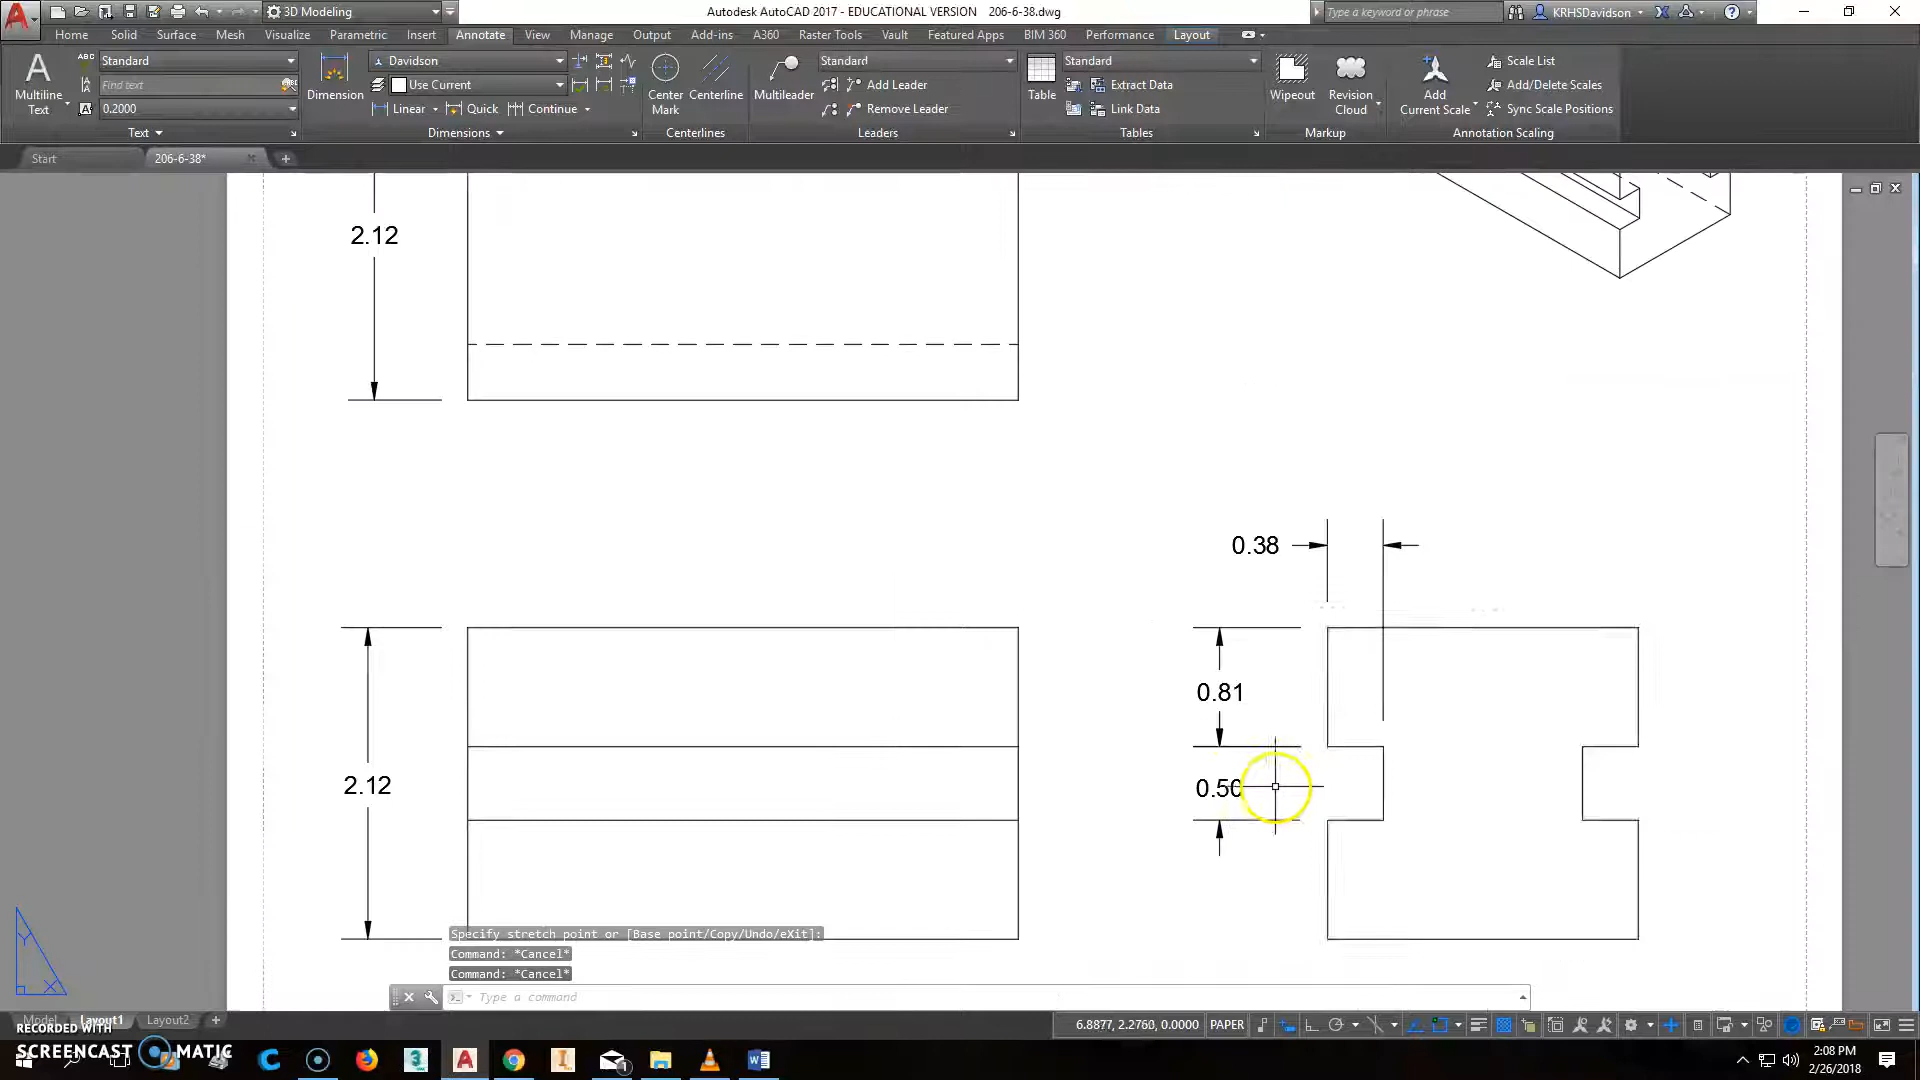 3D Modeling
Autodesk AutoCAD 2017 - EDUCATIONAL VERSION 206-6-38.dwg
Type a keyword or phrase
KRHSDavidson
Home Solid Surface Mesh Visualize Parametric Insert Annotate View Manage Output Add-ins A360 Raster Tools Vault Featured Apps BIM 360 Performance Layout
Multiline Text
ABC
Standard
Find text
0.2000
Text
Dimension
Davidson
Use Current
Linear Quick Continue
Dimensions
Center Mark
Centerline
Centerlines
Multileader
Standard
Add Leader
Remove Leader
Leaders
Table
Standard
Extract Data
Link Data
Tables
Wipeout
Revision Cloud
Markup
Add Current Scale
Scale List
Add/Delete Scales
Sync Scale Positions
Annotation Scaling
Start
206-6-38*
2.12
0.38
0.81
2.12
0.50
Y
X
Specify stretch point or [Base point/Copy/Undo/eXit]:
Command: *Cancel*
Command: *Cancel*
Type a command
Model Layout1 Layout2
6.8877, 2.2760, 0.0000 PAPER
RECORDED WITH
SCREENCAST MATIC
2:08 PM
2/26/2018